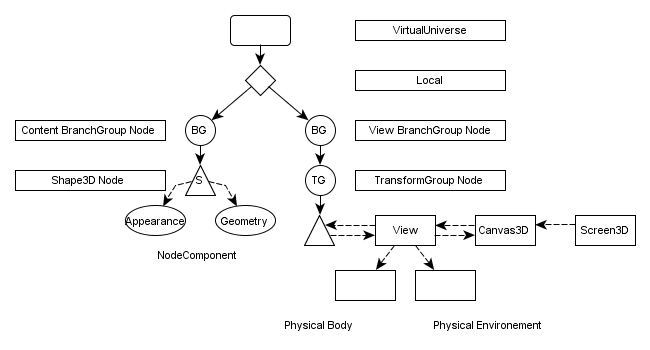 VirtualUniverse
Local
Content BranchGroup Node
BG
BG
View BranchGroup Node
Shape3D Node
S
TG
TransformGroup Node
Appearance
Geometry
View
Canvas3D
Screen3D
NodeComponent
Physical Body
Physical Environement